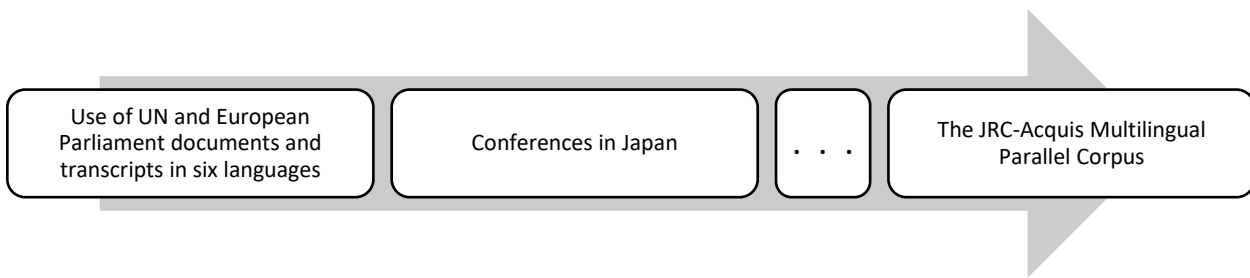 Use of UN and European
Parliament documents and
transcripts in six languages
Conferences in Japan
. . .
The JRC-Acquis Multilingual
Parallel Corpus